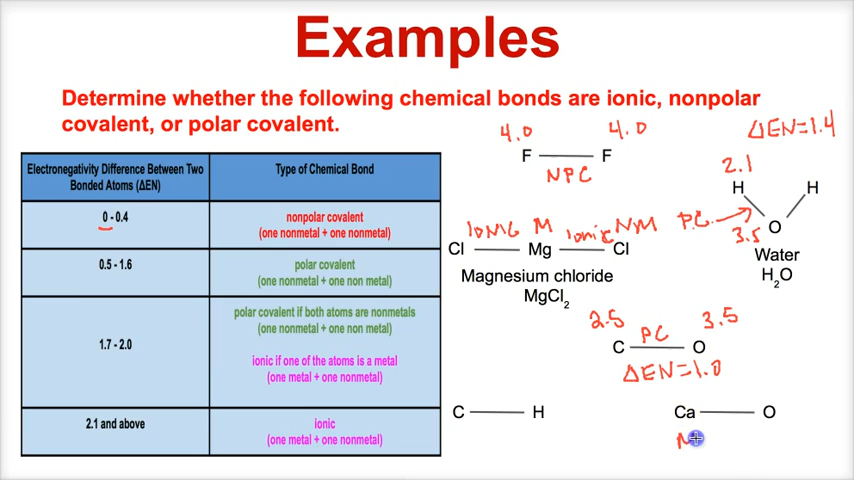 Examples
Determine whether the following chemical bonds are ionic, nonpolar
covalent, or polar covalent.
Electronegativity Difference Between Two
Bonded Atoms (ΔEN)
Type of Chemical Bond
0 - 0.4
nonpolar covalent
(one nonmetal + one nonmetal)
0.5 - 1.6
polar covalent
(one nonmetal + one non metal)
1.7 - 2.0
polar covalent if both atoms are nonmetals
(one nonmetal + one non metal)
ionic if one of the atoms is a metal
(one metal + one nonmetal)
2.1 and above
ionic
(one metal + one nonmetal)
4.0 4.0
F F
NPC
ΔEN=1.4
2.1
H H
P.C.
3.5 O
Water
H₂O
IONIC M ionic NM
Cl Mg Cl
Magnesium chloride
MgCl₂
2.5 PC 3.5
C O
ΔEN=1.0
C H
Ca O